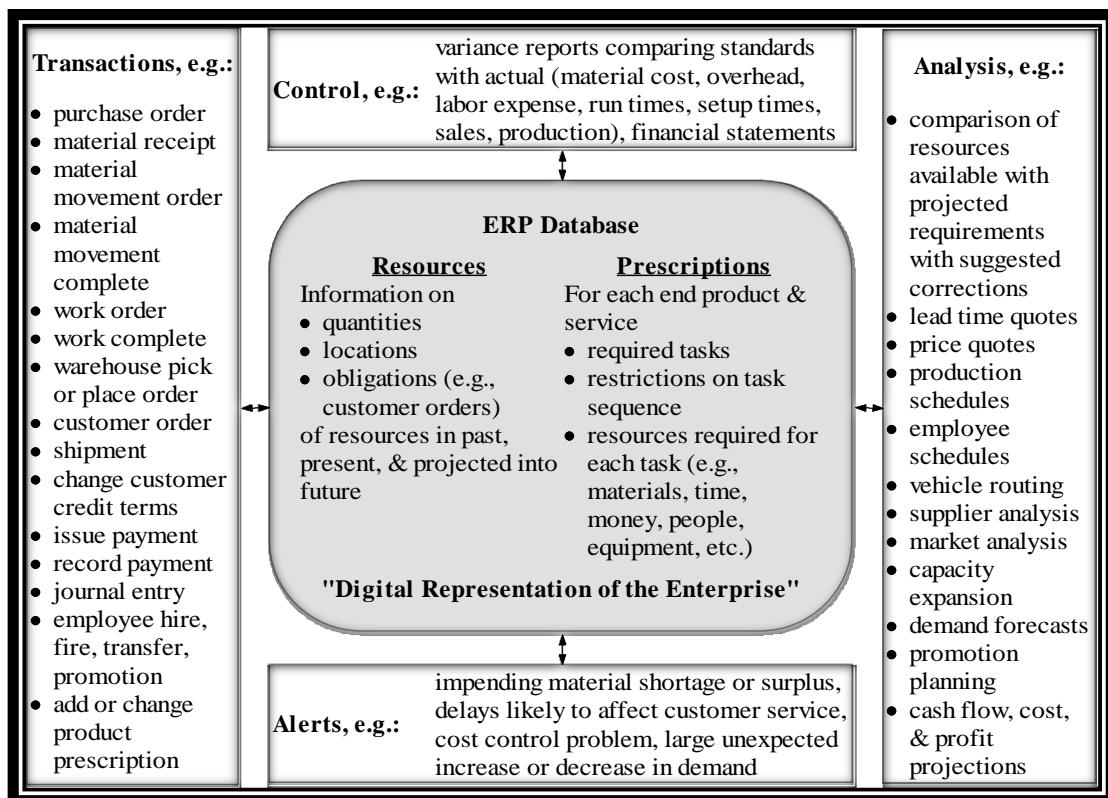 Transactions, e.g.:
• purchase order
• material receipt
• material
movement order
• material
movement
complete
• work order
• work complete
• warehouse pick
or place order
• customer order
• shipment
• change customer
credit terms
• issue payment
• record payment
• journal entry
• employee hire,
fire, transfer,
promotion
• add or change
product
prescription
Control, e.g.:
variance reports comparing standards
with actual (material cost, overhead,
labor expense, run times, setup times,
sales, production), financial statements
ERP Database
Resources
Information on
• quantities
• locations
• obligations (e.g.,
customer orders)
of resources in past,
present, & projected into
future
Prescriptions
For each end product &
service
• required tasks
• restrictions on task
sequence
• resources required for
each task (e.g.,
materials, time,
money, people,
equipment, etc.)
"Digital Representation of the Enterprise"
Alerts, e.g.:
impending material shortage or surplus,
delays likely to affect customer service,
cost control problem, large unexpected
increase or decrease in demand
Analysis, e.g.:
• comparison of
resources
available with
projected
requirements
with suggested
corrections
• lead time quotes
• price quotes
• production
schedules
• employee
schedules
• vehicle routing
• supplier analysis
• market analysis
• capacity
expansion
• demand forecasts
• promotion
planning
• cash flow, cost,
& profit
projections